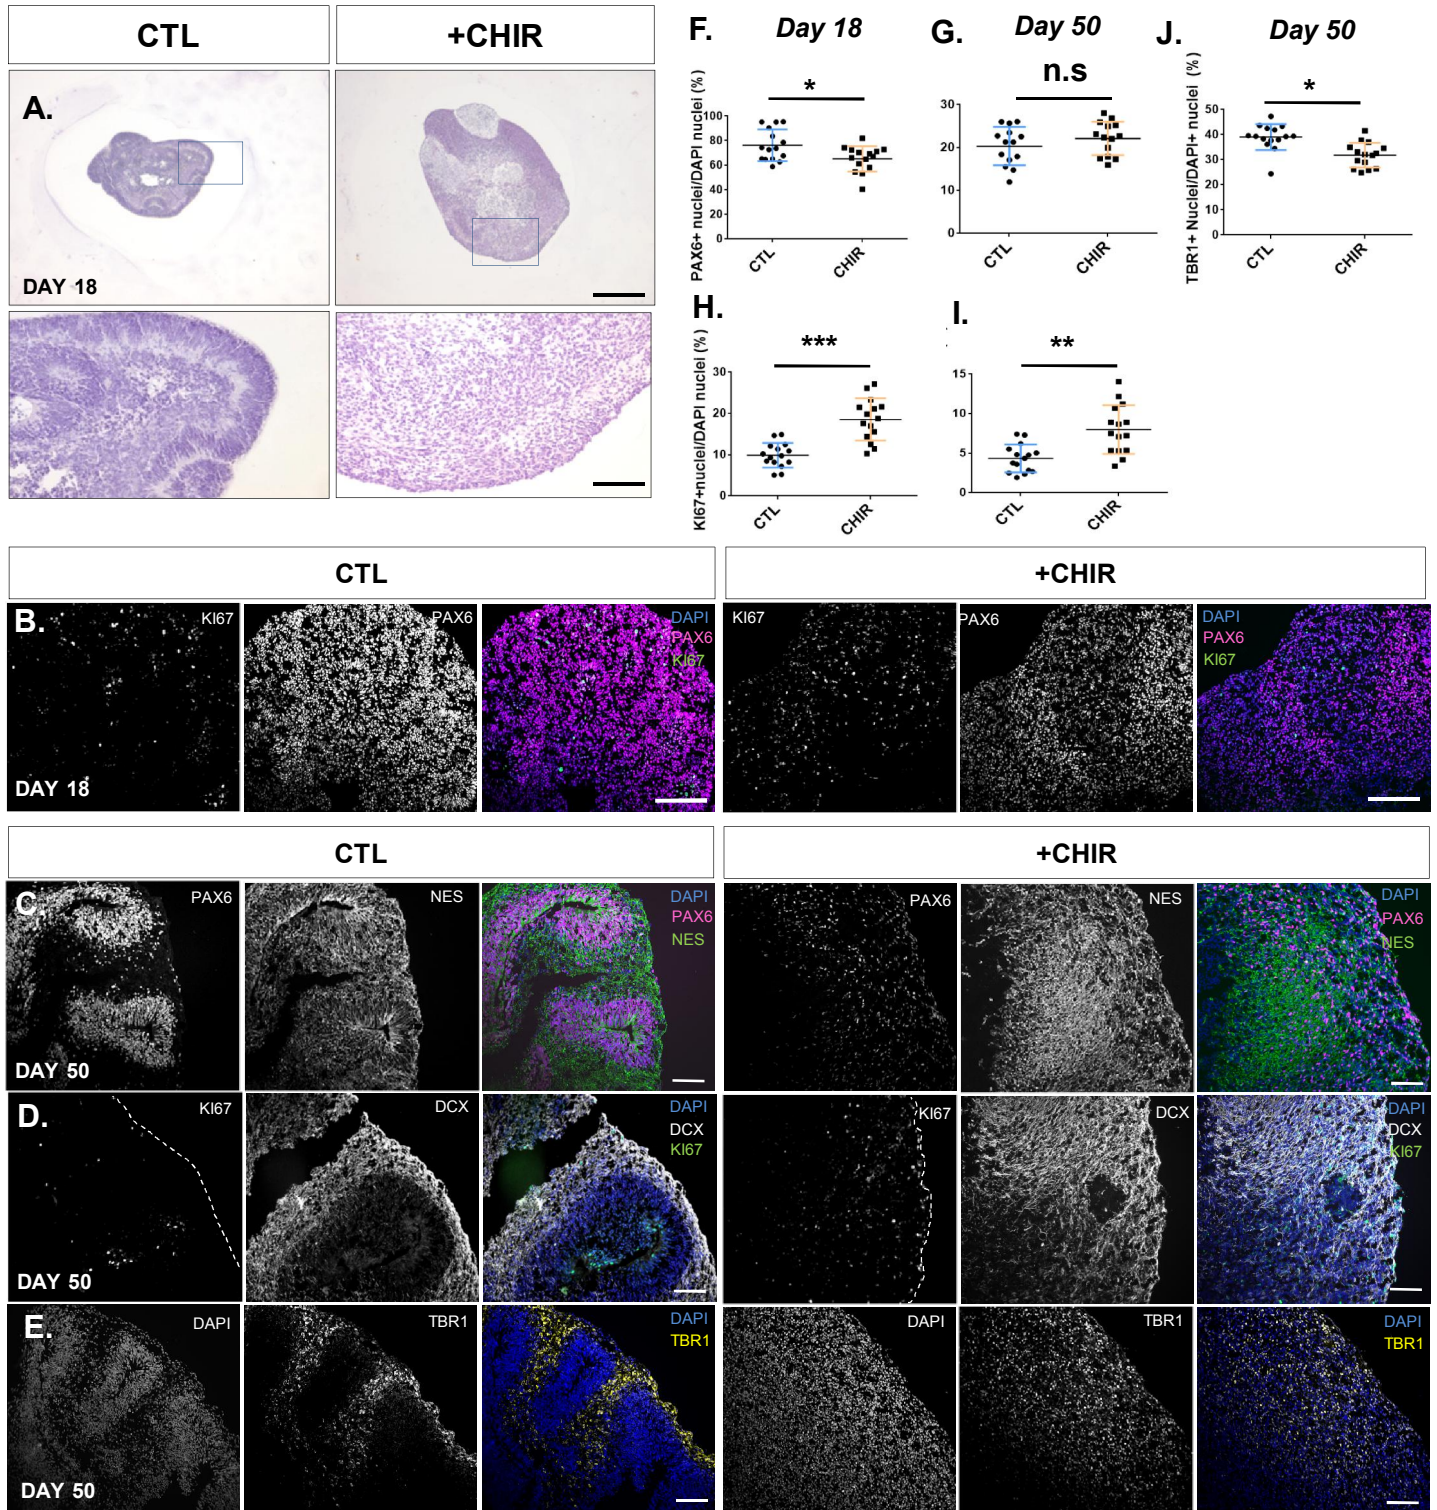 CTL
+CHIR
A.
DAY 18
F.
Day 18
PAX6+ nuclei/DAPI nuclei (%)
*
100
80
60
40
20
0
CTL
CHIR
G.
Day 50
n.s
30
20
10
0
CTL
CHIR
J.
Day 50
TBR1+ Nuclei/DAPI+ nuclei (%)
*
50
40
30
20
10
0
CTL
CHIR
H.
KI67+nuclei/DAPI nuclei (%)
***
30
20
10
0
CTL
CHIR
I.
**
15
10
5
0
CTL
CHIR
CTL
+CHIR
B.
KI67
PAX6
DAPI
PAX6
KI67
DAY 18
KI67
PAX6
DAPI
PAX6
KI67
CTL
+CHIR
C
PAX6
NES
DAPI
PAX6
NES
DAY 50
PAX6
NES
DAPI
PAX6
NES
D.
KI67
DCX
DAPI
DCX
KI67
DAY 50
KI67
DCX
DAPI
DCX
KI67
E.
DAPI
TBR1
DAPI
TBR1
DAY 50
DAPI
TBR1
DAPI
TBR1